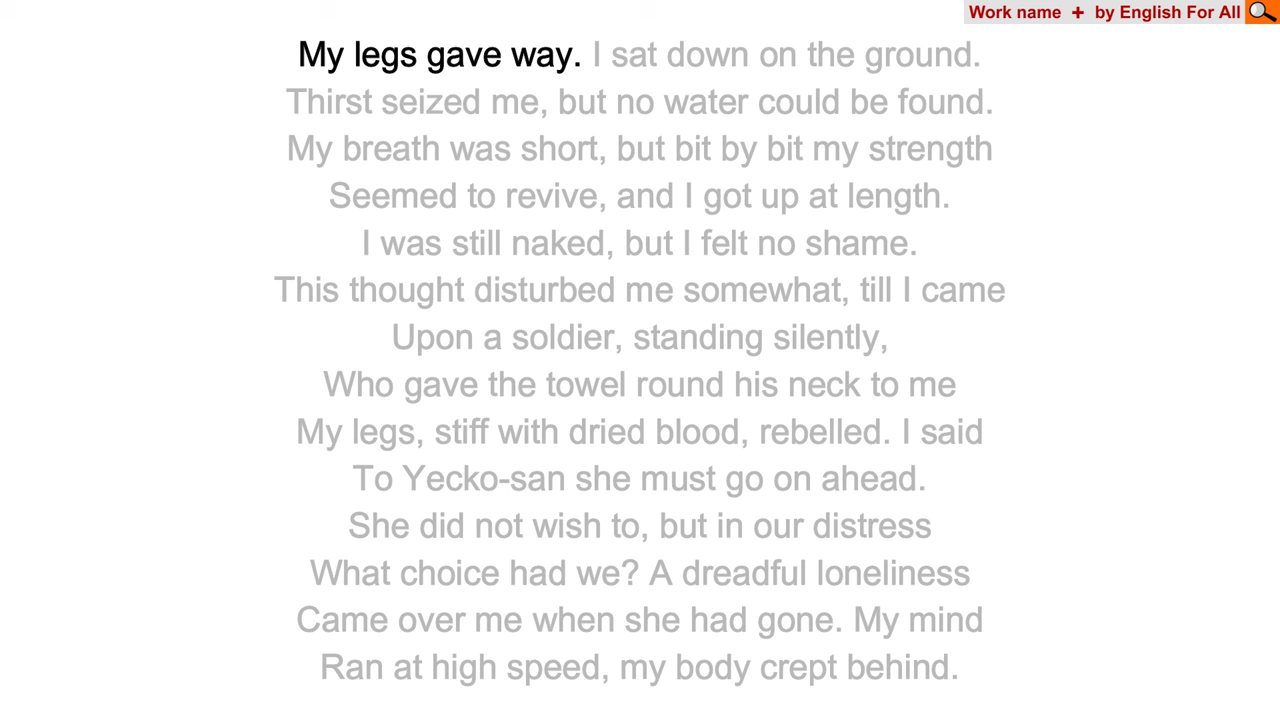 Work name + by English For All
My legs gave way. I sat down on the ground.
Thirst seized me, but no water could be found.
My breath was short, but bit by bit my strength
Seemed to revive, and I got up at length.
I was still naked, but I felt no shame.
This thought disturbed me somewhat, till I came
Upon a soldier, standing silently,
Who gave the towel round his neck to me
My legs, stiff with dried blood, rebelled. I said
To Yecko-san she must go on ahead.
She did not wish to, but in our distress
What choice had we? A dreadful loneliness
Came over me when she had gone. My mind
Ran at high speed, my body crept behind.